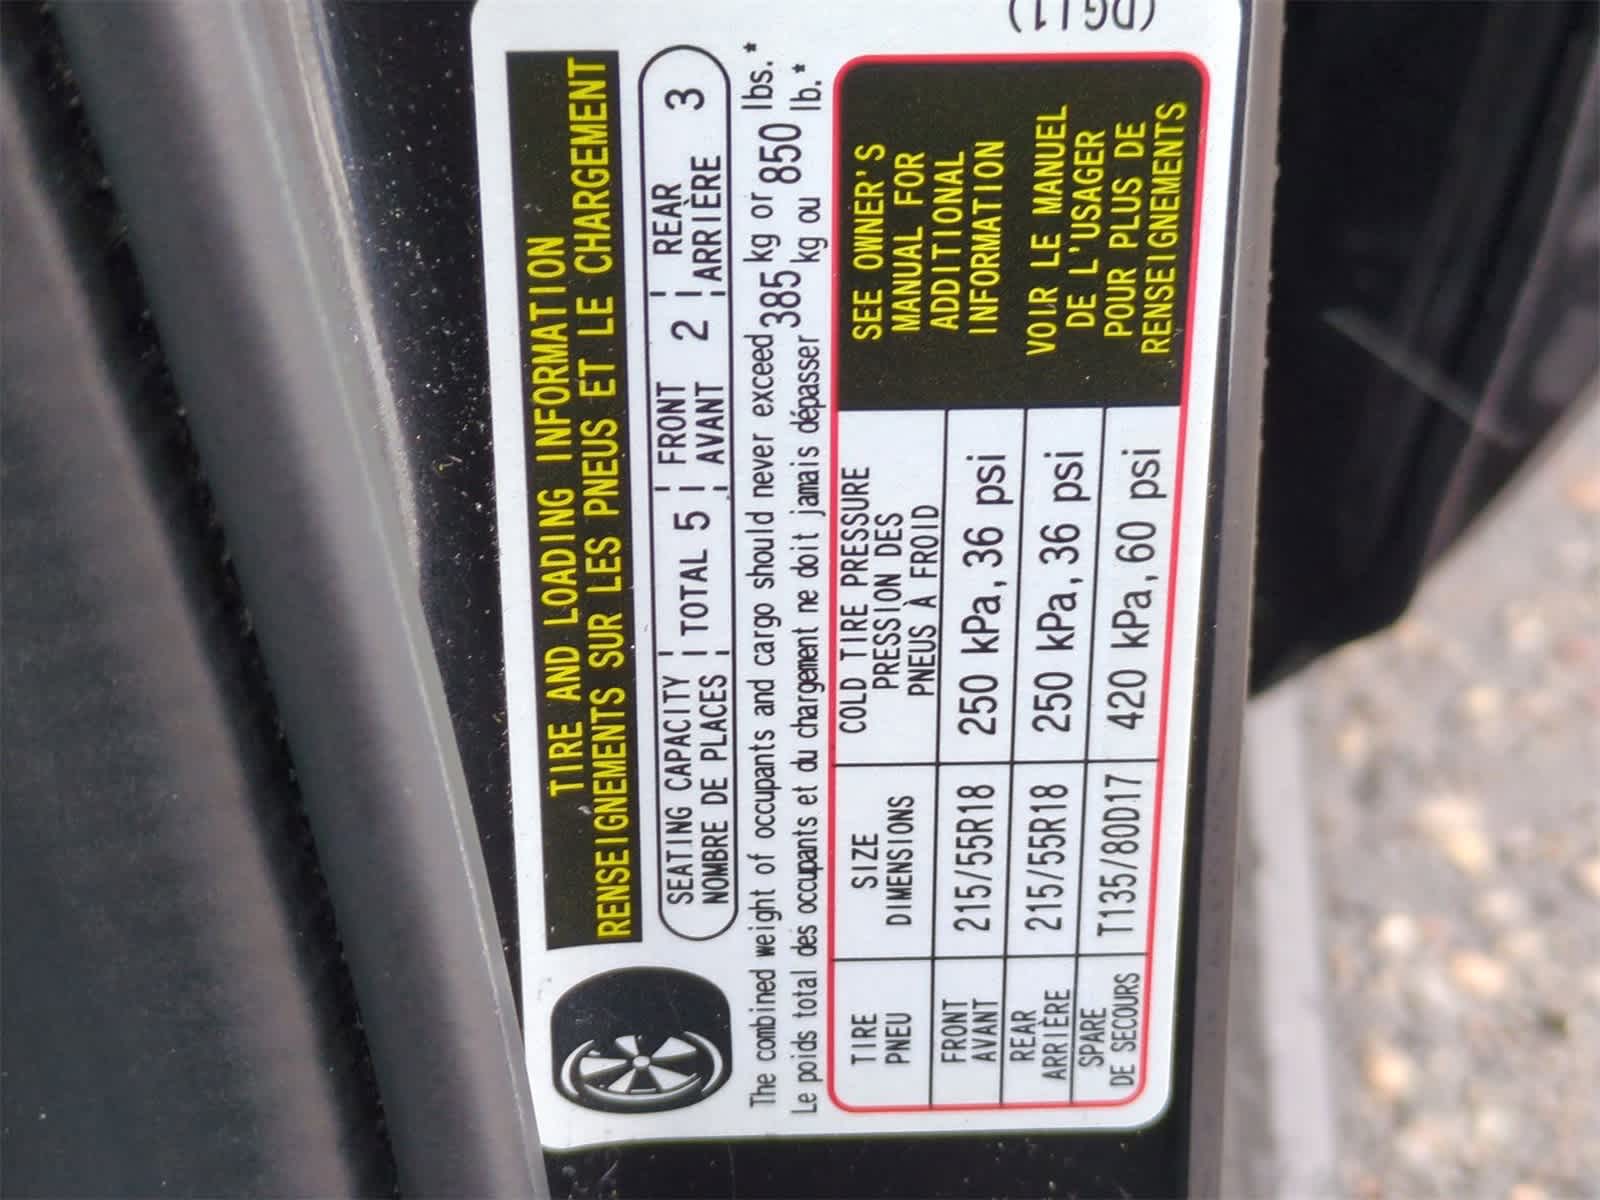 (DGJ1)
TIRE AND LOADING INFORMATION
RENSEIGNEMENTS SUR LES PNEUS ET LE CHARGEMENT
SEATING CAPACITY TOTAL 5 FRONT 2 REAR 3
NOMBRE DE PLACES AVANT ARRIÈRE
The combined weight of occupants and cargo should never exceed 385 kg or 850 lbs.*
Le poids total des occupants et du chargement ne doit jamais dépasser 385 kg ou 850 lb.*
TIRE SIZE COLD TIRE PRESSURE
PNEU DIMENSIONS PRESSION DES
PNEUS À FROID
FRONT 215/55R18 250 kPa, 36 psi
AVANT
REAR 215/55R18 250 kPa, 36 psi
ARRIÈRE
SPARE T135/80D17 420 kPa, 60 psi
DE SECOURS
SEE OWNER'S
MANUAL FOR
ADDITIONAL
INFORMATION
VOIR LE MANUEL
DE L'USAGER
POUR PLUS DE
RENSEIGNEMENTS